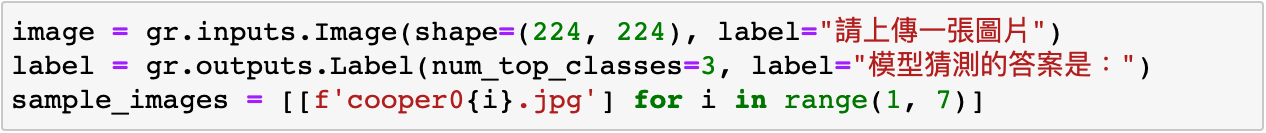 image = gr.inputs.Image(shape=(224, 224), label="請上傳一張圖片")
label = gr.outputs.Label(num_top_classes=3, label="模型猜測的答案是：")
sample_images = [[f'cooper0{i}.jpg'] for i in range(1, 7)]